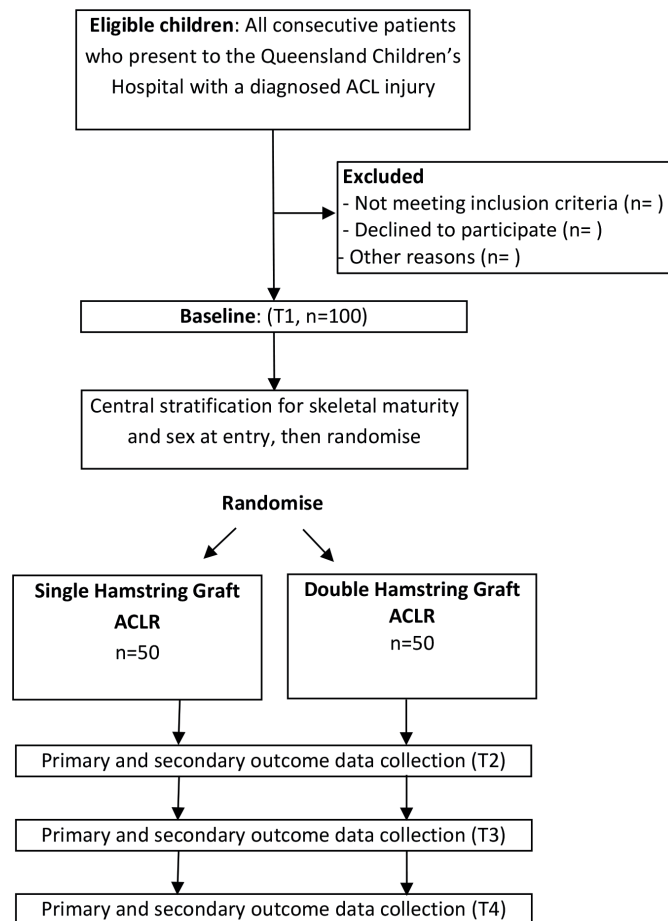 Eligible children: All consecutive patients
who present to the Queensland Children’s
Hospital with a diagnosed ACL injury
Excluded
- Not meeting inclusion criteria (n= )
- Declined to participate (n= )
- Other reasons (n= )
Baseline: (T1, n=100)
Central stratification for skeletal maturity
and sex at entry, then randomise
Randomise
Single Hamstring Graft
ACLR
n=50
Double Hamstring Graft
ACLR
n=50
Primary and secondary outcome data collection (T2)
Primary and secondary outcome data collection (T3)
Primary and secondary outcome data collection (T4)